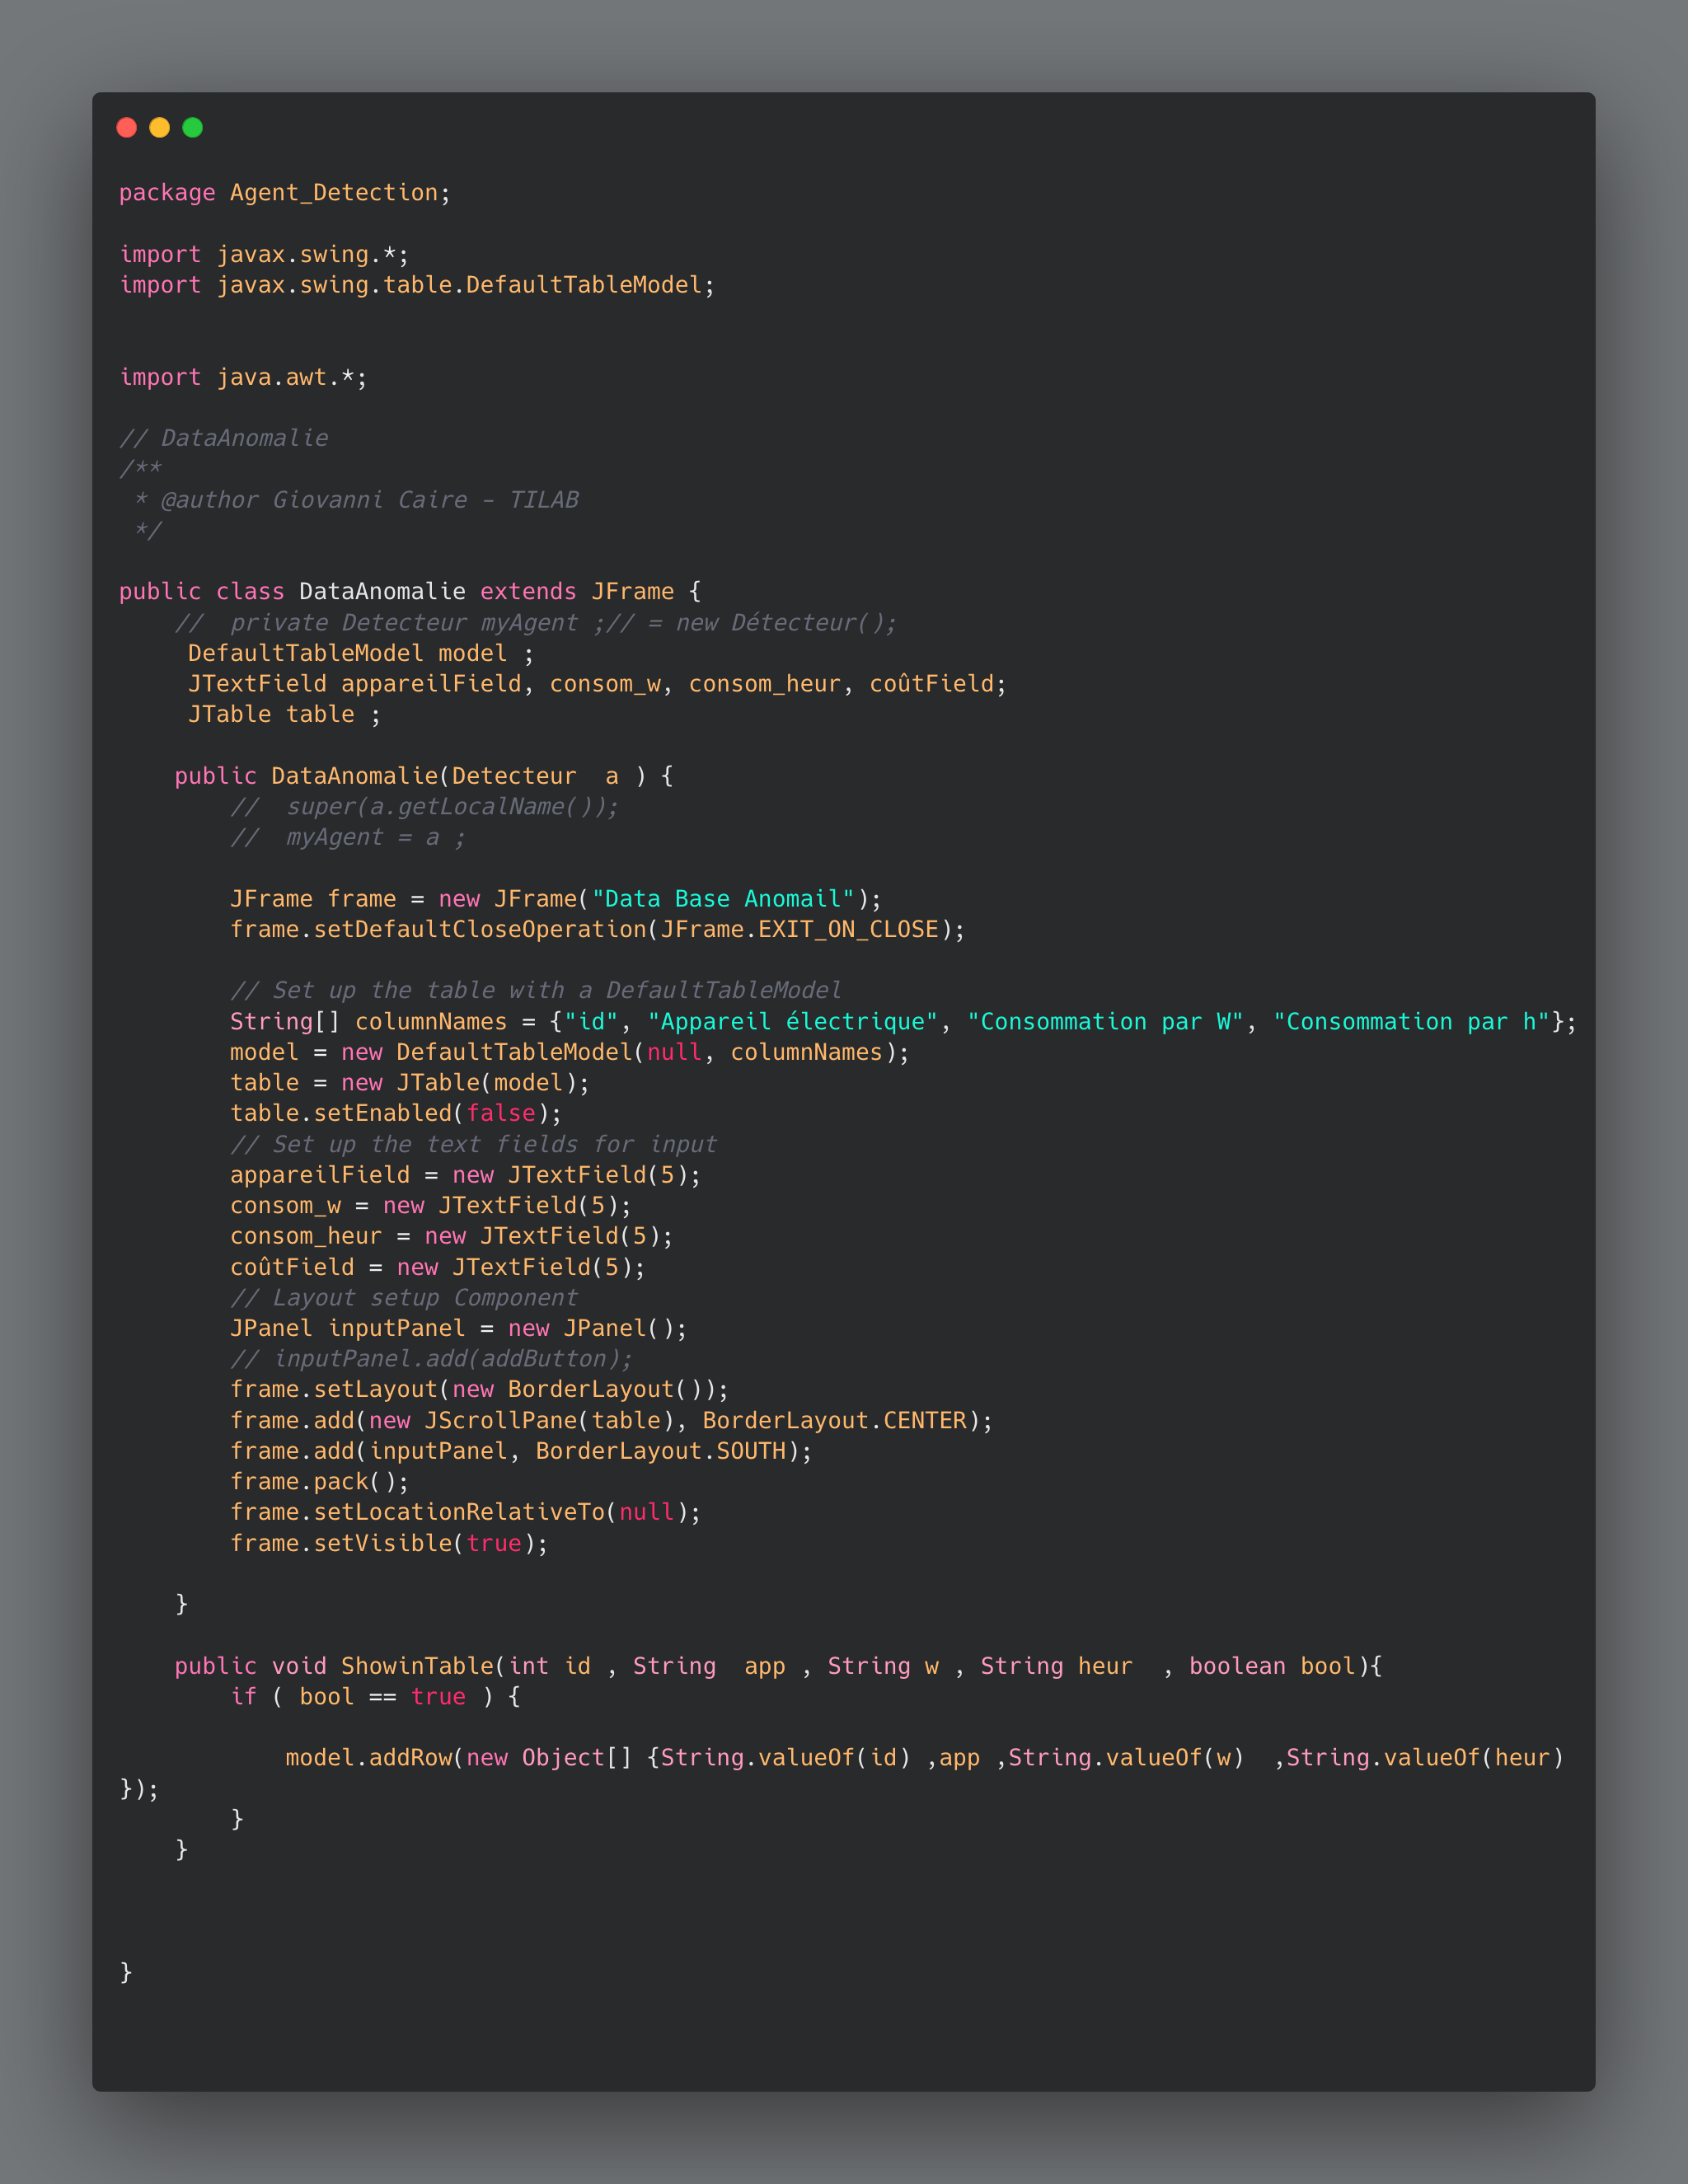 package Agent_Detection;
import javax.swing.*;
import javax.swing.table.DefaultTableModel;
import java.awt.*;
// DataAnomalie
/**
 * @author Giovanni Caire - TILAB
 */
public class DataAnomalie extends JFrame {
    //  private Detecteur myAgent ;// = new Détecteur();
     DefaultTableModel model ;
     JTextField appareilField, consom_w, consom_heur, coûtField;
     JTable table ;
    public DataAnomalie(Detecteur  a ) {
        //  super(a.getLocalName());
        //  myAgent = a ;
        JFrame frame = new JFrame("Data Base Anomail");
        frame.setDefaultCloseOperation(JFrame.EXIT_ON_CLOSE);
        // Set up the table with a DefaultTableModel
        String[] columnNames = {"id", "Appareil électrique", "Consommation par W", "Consommation par h"};
        model = new DefaultTableModel(null, columnNames);
        table = new JTable(model);
        table.setEnabled(false);
        // Set up the text fields for input
        appareilField = new JTextField(5);
        consom_w = new JTextField(5);
        consom_heur = new JTextField(5);
        coûtField = new JTextField(5);
        // Layout setup Component
        JPanel inputPanel = new JPanel();
        // inputPanel.add(addButton);
        frame.setLayout(new BorderLayout());
        frame.add(new JScrollPane(table), BorderLayout.CENTER);
        frame.add(inputPanel, BorderLayout.SOUTH);
        frame.pack();
        frame.setLocationRelativeTo(null);
        frame.setVisible(true);
    }
    public void ShowinTable(int id , String  app , String w , String heur  , boolean bool){
        if ( bool == true ) {
            model.addRow(new Object[] {String.valueOf(id) ,app ,String.valueOf(w)  ,String.valueOf(heur)
});
        }
    }
}